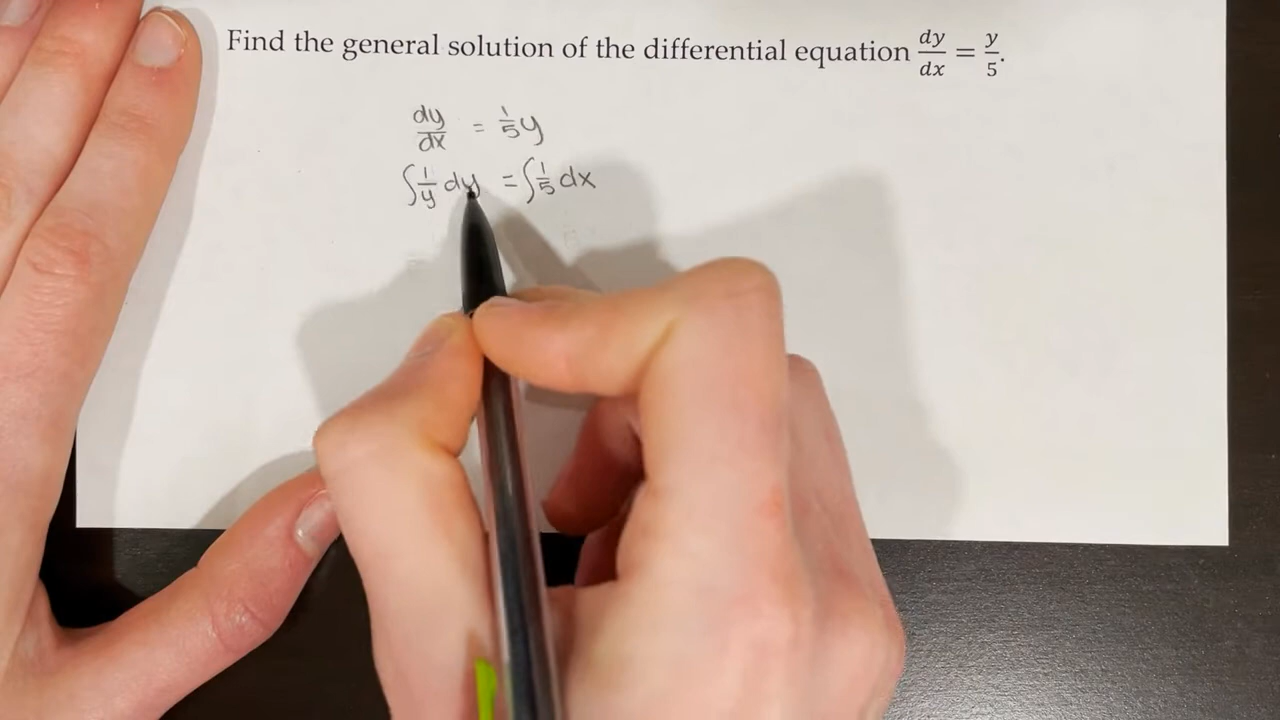 Find the general solution of the differential equation dy/dx = y/5.
dy/dx = 1/5 y
∫ 1/y dy = ∫ 1/5 dx